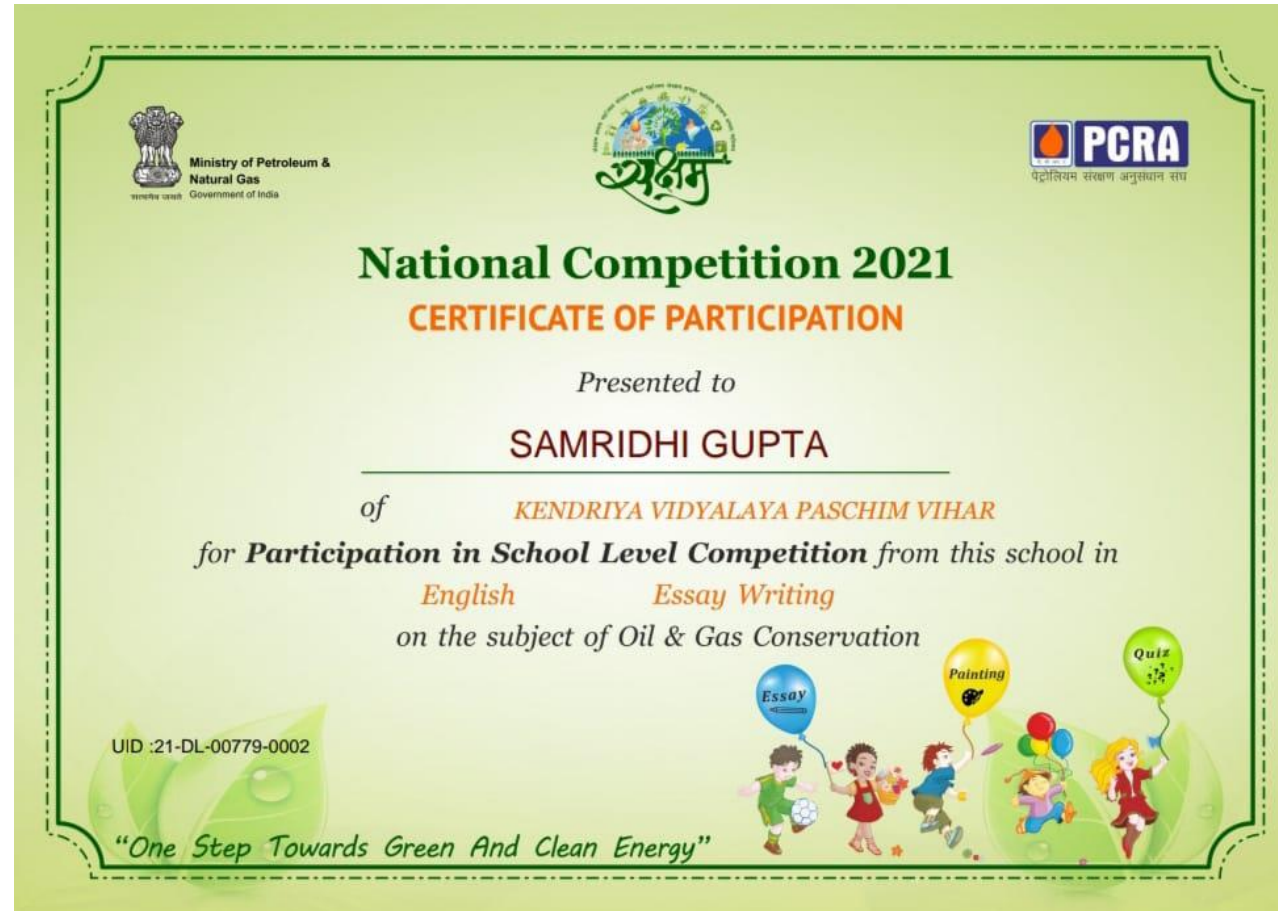 Ministry of Petroleum &
Natural Gas
Government of India
सत्यमेव जयते
सक्षम
PCRA
पेट्रोलियम संरक्षण अनुसंधान संघ
National Competition 2021
CERTIFICATE OF PARTICIPATION
Presented to
SAMRIDHI GUPTA
of KENDRIYA VIDYALAYA PASCHIM VIHAR
for Participation in School Level Competition from this school in
English Essay Writing
on the subject of Oil & Gas Conservation
Essay
Painting
Quiz
UID :21-DL-00779-0002
“One Step Towards Green And Clean Energy”